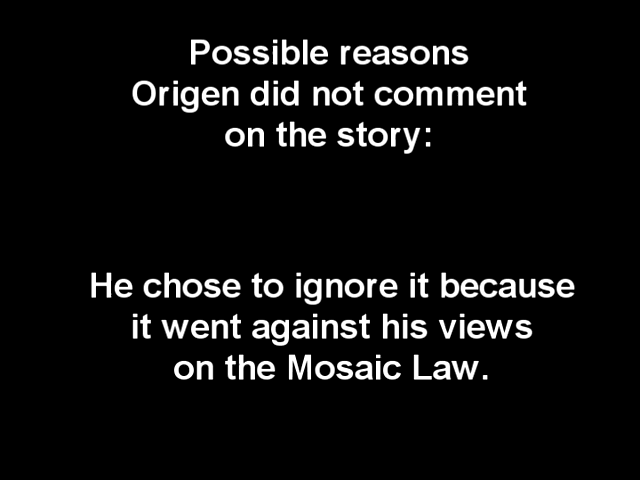 Possible reasons
Origen did not comment
on the story:
He chose to ignore it because
it went against his views
on the Mosaic Law.